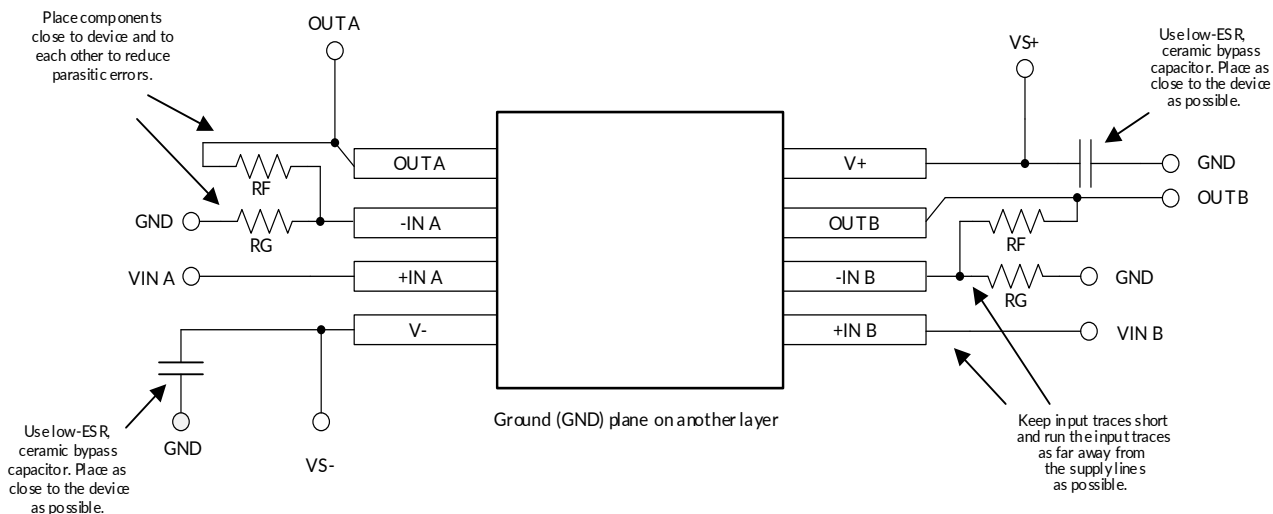 Place components
close to device and to
each other to reduce
parasitic errors.
OUT A
VS+
Use low-ESR,
ceramic bypass
capacitor. Place as
close to the device
as possible.
OUT A
V+
GND
RF
OUT B
GND
-IN A
OUT B
RF
RG
VIN A
+IN A
-IN B
GND
RG
V-
+IN B
VIN B
Ground (GND) plane on another layer
Keep input traces short
and run the input traces
as far away from
the supply lines
as possible.
Use low-ESR,
ceramic bypass
capacitor. Place as
close to the device
as possible.
GND
VS-